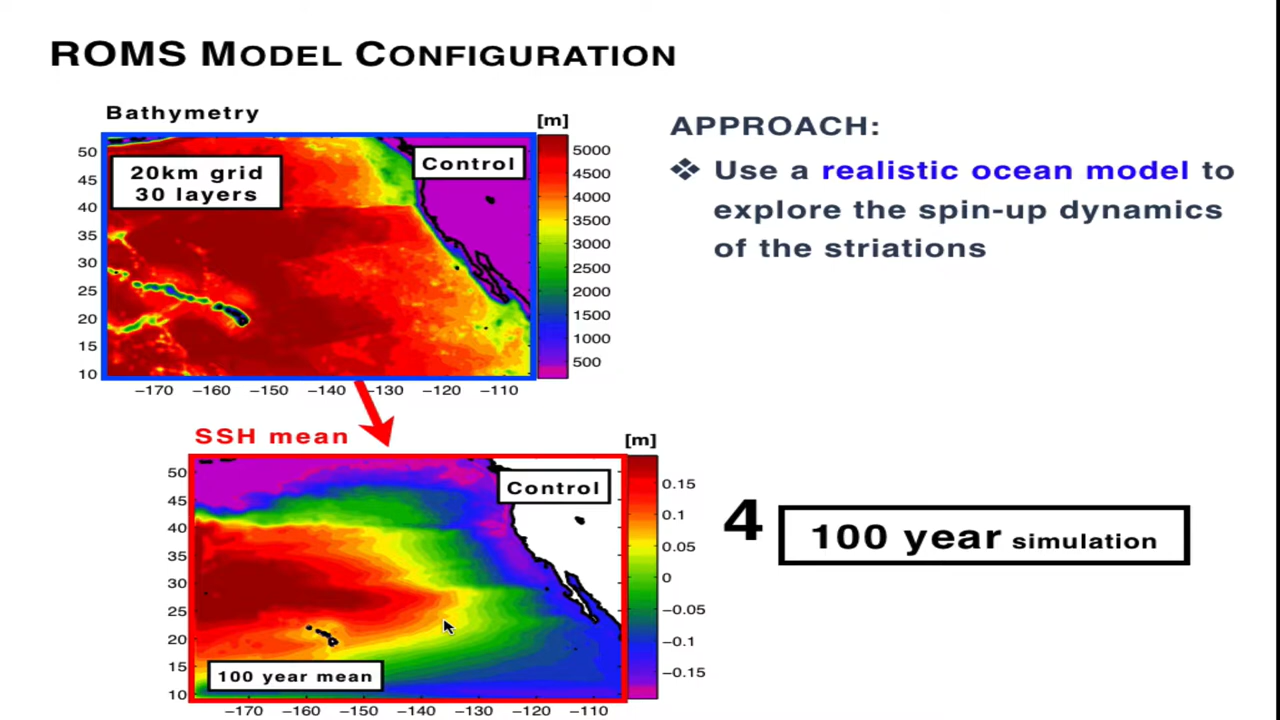 ROMS MODEL CONFIGURATION
Bathymetry
[m]
20km grid
30 layers
Control
50
45
40
35
30
25
20
15
10
−170 −160 −150 −140 −130 −120 −110
5000
4500
4000
3500
3000
2500
2000
1500
1000
500
APPROACH:
❖ Use a realistic ocean model to
explore the spin-up dynamics
of the striations
SSH mean
[m]
Control
50
45
40
35
30
25
20
15
10
100 year mean
−170 −160 −150 −140 −130 −120 −110
0.15
0.1
0.05
0
−0.05
−0.1
−0.15
4 100 year simulation